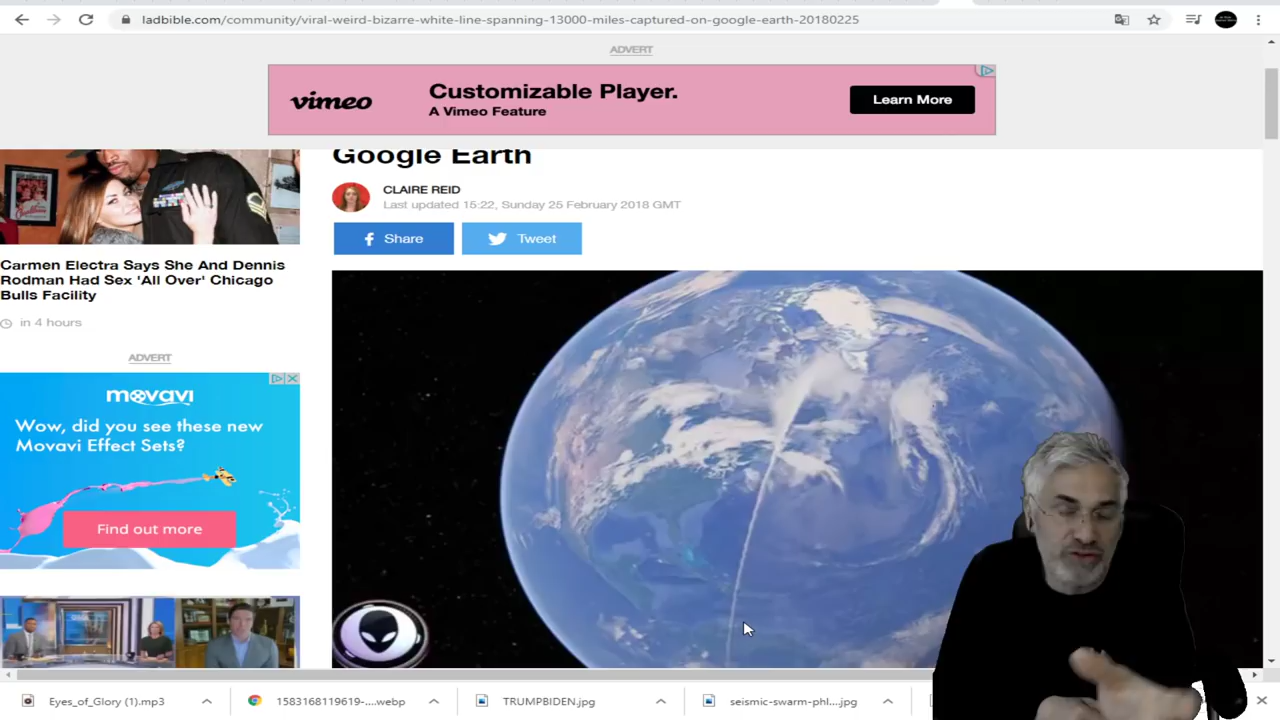 ladbible.com/community/viral-weird-bizarre-white-line-spanning-13000-miles-captured-on-google-earth-20180225
ADVERT
vimeo
Customizable Player.
A Vimeo Feature
Learn More
Google Earth
CLAIRE REID
Last updated 15:22, Sunday 25 February 2018 GMT
Share
Tweet
Carmen Electra Says She And Dennis
Rodman Had Sex 'All Over' Chicago
Bulls Facility
in 4 hours
ADVERT
movavi
Wow, did you see these new
Movavi Effect Sets?
Find out more
Eyes_of_Glory (1).mp3
1583168119619-....webp
TRUMPBIDEN.jpg
seismic-swarm-phl....jpg